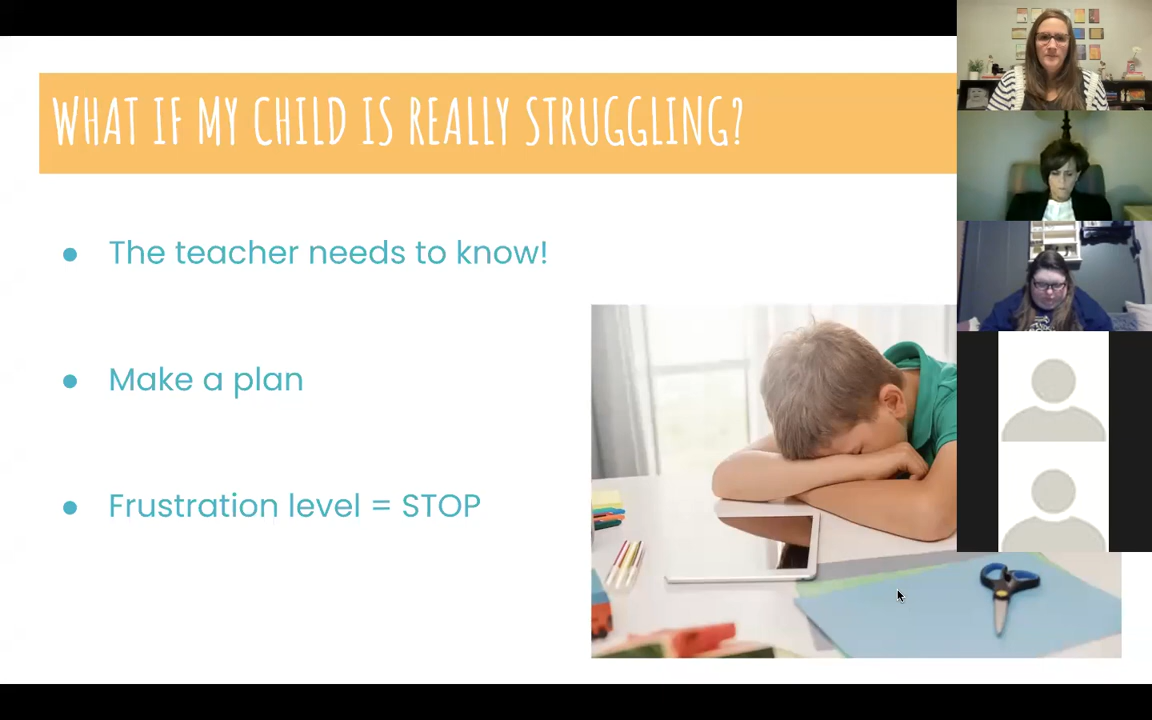 WHAT IF MY CHILD IS REALLY STRUGGLING?
The teacher needs to know!
Make a plan
Frustration level = STOP